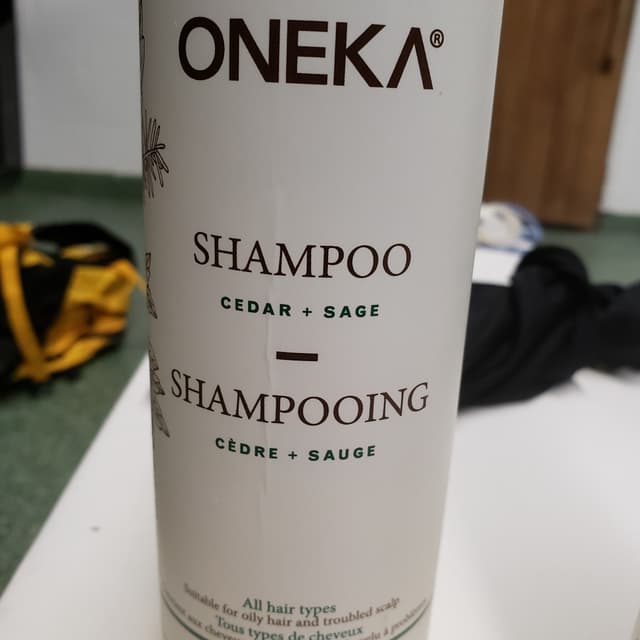 ONEKA®
SHAMPOO
CEDAR + SAGE
SHAMPOOING
CÈDRE + SAUGE
All hair types
Suitable for oily hair and troubled scalp
Tous types de cheveux
aux